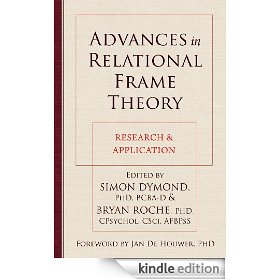 ADVANCES in
RELATIONAL
FRAME
THEORY
RESEARCH &
APPLICATION
EDITED BY
SIMON DYMOND,
PHD, BCBA-D &
BRYAN ROCHE, PH.D.
CPSYCHOL, CSCI, AFBPSS
FOREWORD BY JAN DE HOUWER, PHD
kindle edition